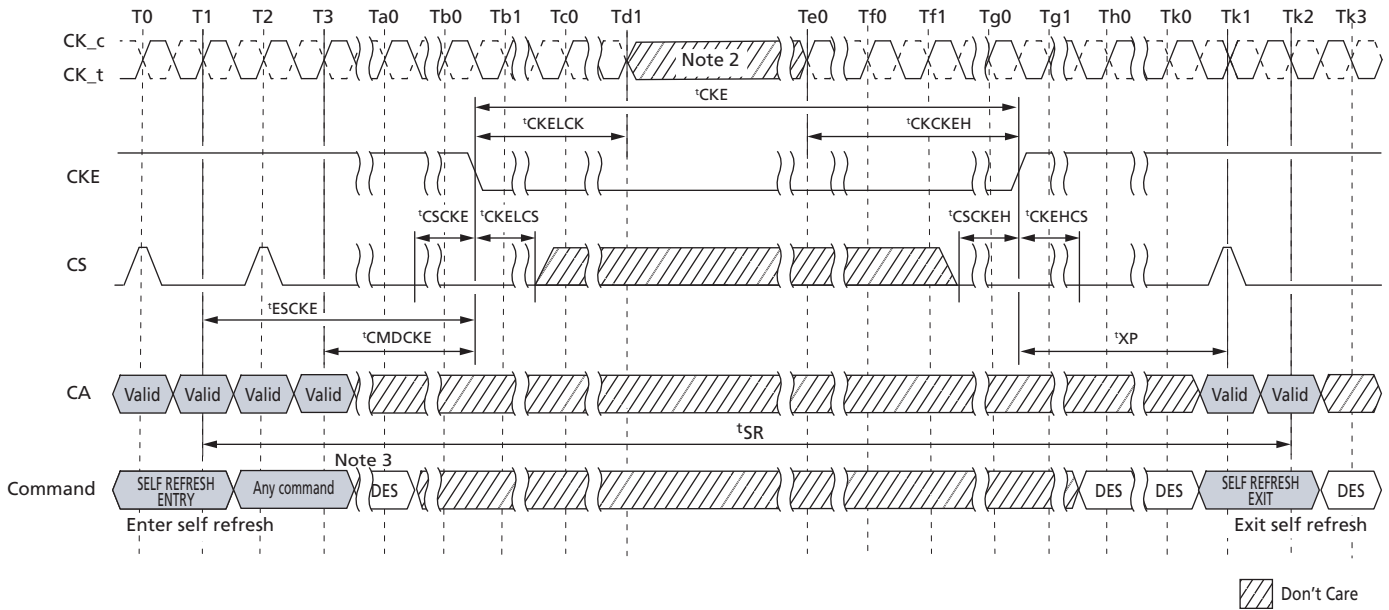 T0 T1 T2 T3 Ta0 Tb0 Tb1 Tc0 Td1 Te0 Tf0 Tf1 Tg0 Tg1 Th0 Tk0 Tk1 Tk2 Tk3
CK_c
CK_t
Note 2
tCKE
tCKELCK
tCKCKEH
CKE
tCSCKE
tCKELCS
tCSCKEH
tCKEHCS
CS
tESCKE
tCMDCKE
tXP
CA
Valid Valid Valid Valid Valid Valid
tSR
Note 3
Command
SELF REFRESH
ENTRY
Any command
DES
DES
DES
SELF REFRESH
EXIT
DES
Enter self refresh
Exit self refresh
Don't Care